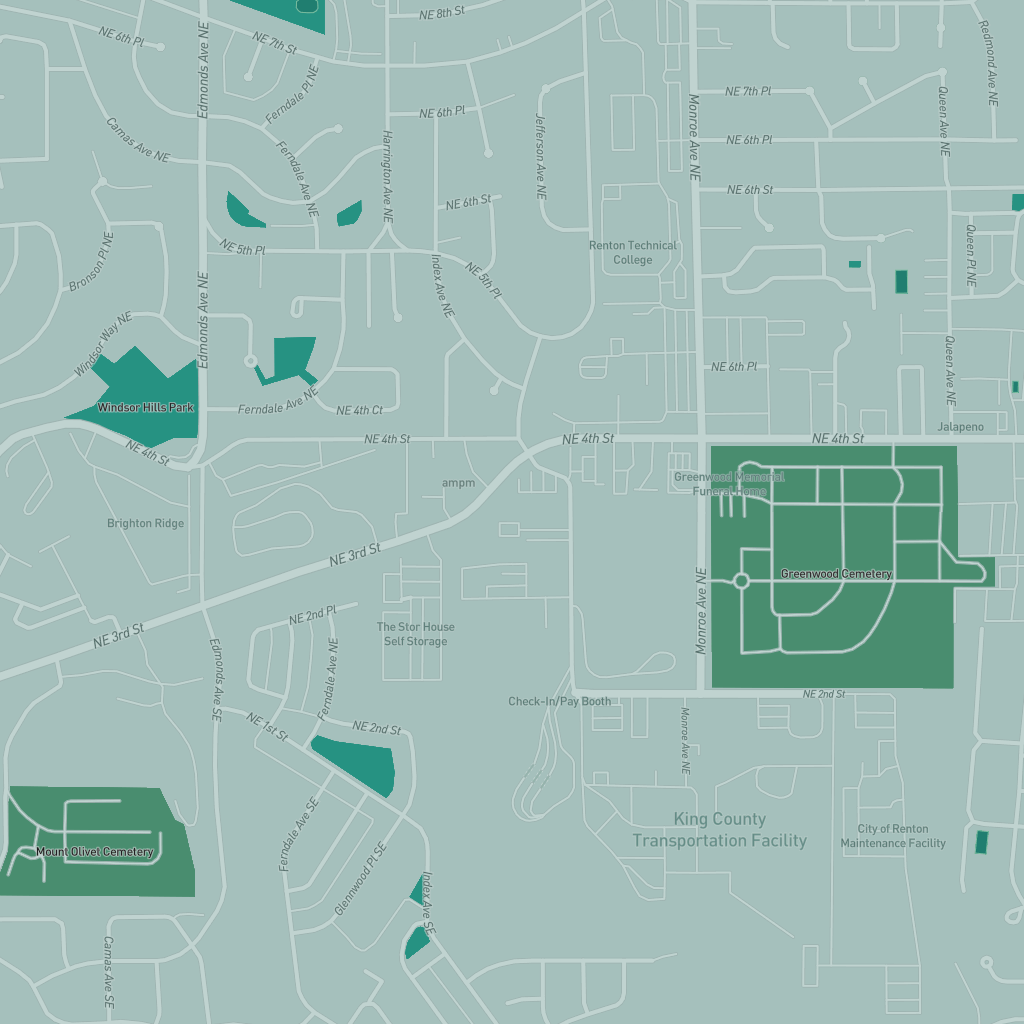 NE 8th St
NE 6th Pl
NE 7th St
Edmonds Ave NE
Ferndale Pl NE
Redmond Ave NE
NE 7th Pl
Queen Ave NE
Monroe Ave NE
NE 6th Pl
Jefferson Ave NE
Camas Ave NE
Harrington Ave NE
NE 6th Pl
Ferndale Ave NE
NE 6th St
NE 6th St
NE 5th Pl
Renton Technical
College
Queen Pl NE
Bronson Pl NE
Index Ave NE
NE 5th Pl
Edmonds Ave NE
Windsor Way NE
NE 6th Pl
Queen Ave NE
Windsor Hills Park
Ferndale Ave NE
NE 4th Ct
NE 4th St
NE 4th St
NE 4th St
NE 4th St
Jalapeno
ampm
Greenwood Memorial
Funeral Home
Brighton Ridge
NE 3rd St
Greenwood Cemetery
Monroe Ave NE
NE 2nd Pl
NE 3rd St
The Stor House
Self Storage
Ferndale Ave NE
Edmonds Ave SE
Check-In/Pay Booth
NE 2nd St
NE 1st St
NE 2nd St
Monroe Ave NE
King County
Transportation Facility
City of Renton
Maintenance Facility
Ferndale Ave SE
Mount Olivet Cemetery
Glennwood Pl SE
Index Ave SE
Camas Ave SE